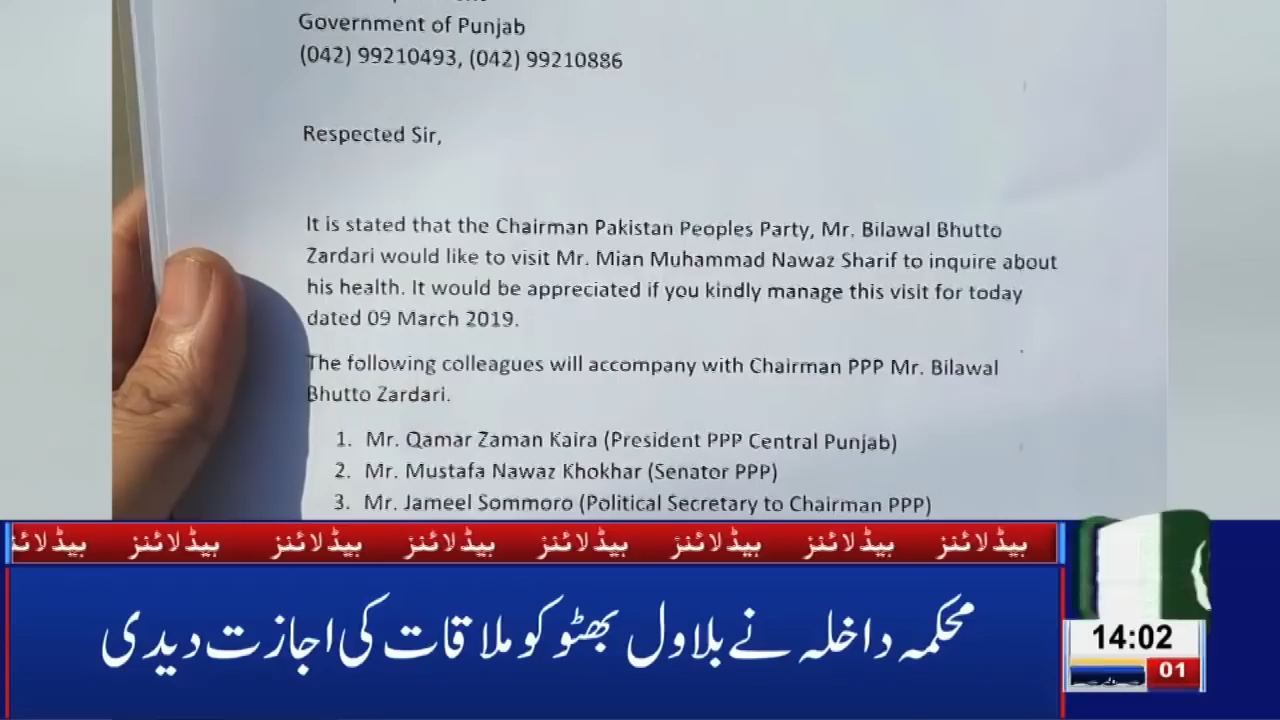 Government of Punjab
(042) 99210493, (042) 99210886
Respected Sir,
It is stated that the Chairman Pakistan Peoples Party, Mr. Bilawal Bhutto
Zardari would like to visit Mr. Mian Muhammad Nawaz Sharif to inquire about
his health. It would be appreciated if you kindly manage this visit for today
dated 09 March 2019.
The following colleagues will accompany with Chairman PPP Mr. Bilawal
Bhutto Zardari.
1. Mr. Qamar Zaman Kaira (President PPP Central Punjab)
2. Mr. Mustafa Nawaz Khokhar (Senator PPP)
3. Mr. Jameel Sommoro (Political Secretary to Chairman PPP)
ہیڈلائنز ہیڈلائنز ہیڈلائنز ہیڈلائنز ہیڈلائنز ہیڈلائنز ہیڈلائنز
محکمہ داخلہ نے بلاول بھٹو کو ملاقات کی اجازت دیدی
14:02
01